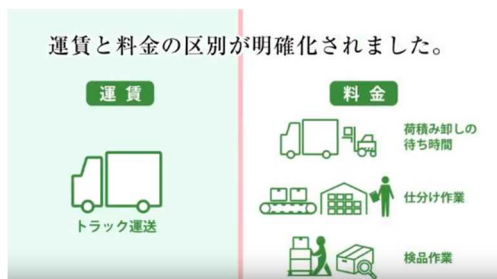 運賃と料金の区別が明確化されました。
運賃
料金
トラック運送
荷積み卸しの
待ち時間
仕分け作業
検品作業